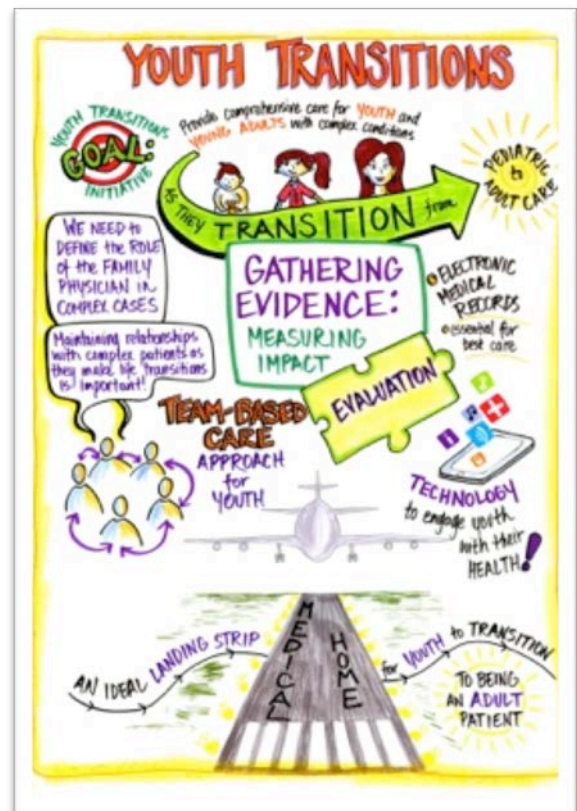 YOUTH TRANSITIONS
YOUTH TRANSITIONS
GOAL:
INITIATIVE
Provide comprehensive care for YOUTH and
YOUNG ADULTS with complex conditions
AS THEY TRANSITION from
PEDIATRIC
to
ADULT CARE
WE NEED to
DEFINE the ROLE
of the FAMILY
PHYSICIAN IN
COMPLEX CASES
Maintaining relationships
with complex patients as
they make life transitions
is important!
GATHERING
EVIDENCE:
MEASURING
IMPACT
ELECTRONIC
MEDICAL
RECORDS
essential for
best care
EVALUATION
TEAM-BASED
CARE
APPROACH
for
YOUTH
TECHNOLOGY
to engage youth
with their
HEALTH!
AN IDEAL LANDING STRIP
MEDICAL
HOME
for YOUTH to TRANSITION
TO BEING
AN ADULT
PATIENT